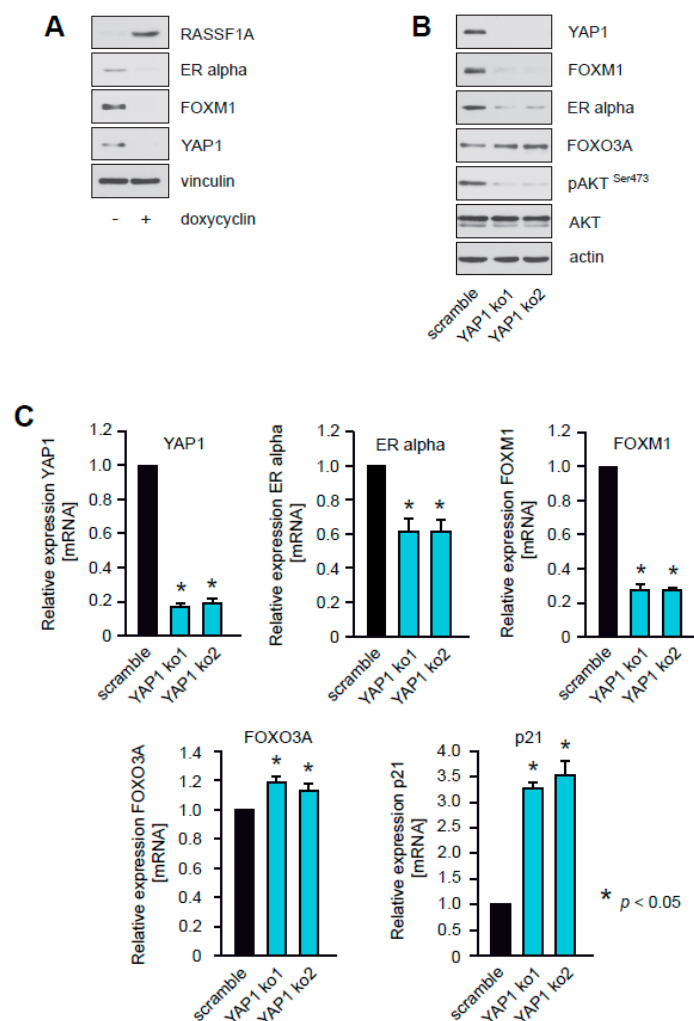 A
RASSF1A
ER alpha
FOXM1
YAP1
vinculin
- + doxycyclin
B
YAP1
FOXM1
ER alpha
FOXO3A
pAKT Ser473
AKT
actin
scramble
YAP1 ko1
YAP1 ko2
C
YAP1
Relative expression YAP1
[mRNA]
1.2
1.0
0.8
0.6
0.4
0.2
0
* *
scramble
YAP1 ko1
YAP1 ko2
ER alpha
Relative expression ER alpha
[mRNA]
1.2
1.0
0.8
0.6
0.4
0.2
0
* *
scramble
YAP1 ko1
YAP1 ko2
FOXM1
Relative expression FOXM1
[mRNA]
1.2
1.0
0.8
0.6
0.4
0.2
0
* *
scramble
YAP1 ko1
YAP1 ko2
FOXO3A
Relative expression FOXO3A
[mRNA]
1.4
1.2
1.0
0.8
0.6
0.4
0.2
0
* *
scramble
YAP1 ko1
YAP1 ko2
p21
Relative expression p21
[mRNA]
4.0
3.5
3.0
2.5
2.0
1.5
1.0
0.5
0
* *
scramble
YAP1 ko1
YAP1 ko2
* p < 0.05